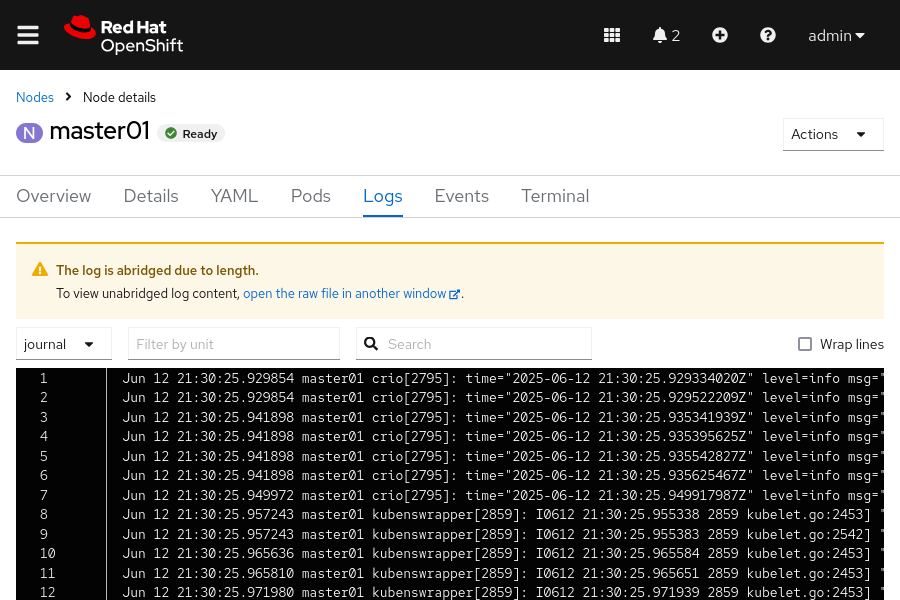 Red Hat
OpenShift
2
admin
Nodes > Node details
N master01 Ready
Actions
Overview Details YAML Pods Logs Events Terminal
The log is abridged due to length.
To view unabridged log content, open the raw file in another window.
journal Filter by unit Search Wrap lines
1 Jun 12 21:30:25.929854 master01 crio[2795]: time="2025-06-12 21:30:25.929334020Z" level=info msg="
2 Jun 12 21:30:25.929854 master01 crio[2795]: time="2025-06-12 21:30:25.929522209Z" level=info msg="
3 Jun 12 21:30:25.941898 master01 crio[2795]: time="2025-06-12 21:30:25.935341939Z" level=info msg="
4 Jun 12 21:30:25.941898 master01 crio[2795]: time="2025-06-12 21:30:25.935395625Z" level=info msg="
5 Jun 12 21:30:25.941898 master01 crio[2795]: time="2025-06-12 21:30:25.935542827Z" level=info msg="
6 Jun 12 21:30:25.941898 master01 crio[2795]: time="2025-06-12 21:30:25.935625467Z" level=info msg="
7 Jun 12 21:30:25.949972 master01 crio[2795]: time="2025-06-12 21:30:25.949917987Z" level=info msg="
8 Jun 12 21:30:25.957243 master01 kubenswrapper[2859]: I0612 21:30:25.955338 2859 kubelet.go:2453] "
9 Jun 12 21:30:25.957243 master01 kubenswrapper[2859]: I0612 21:30:25.955383 2859 kubelet.go:2542] "
10 Jun 12 21:30:25.965636 master01 kubenswrapper[2859]: I0612 21:30:25.965584 2859 kubelet.go:2453] "
11 Jun 12 21:30:25.965810 master01 kubenswrapper[2859]: I0612 21:30:25.965651 2859 kubelet.go:2453] "
12 Jun 12 21:30:25.971980 master01 kubenswrapper[2859]: I0612 21:30:25.971939 2859 kubelet.go:2453] "